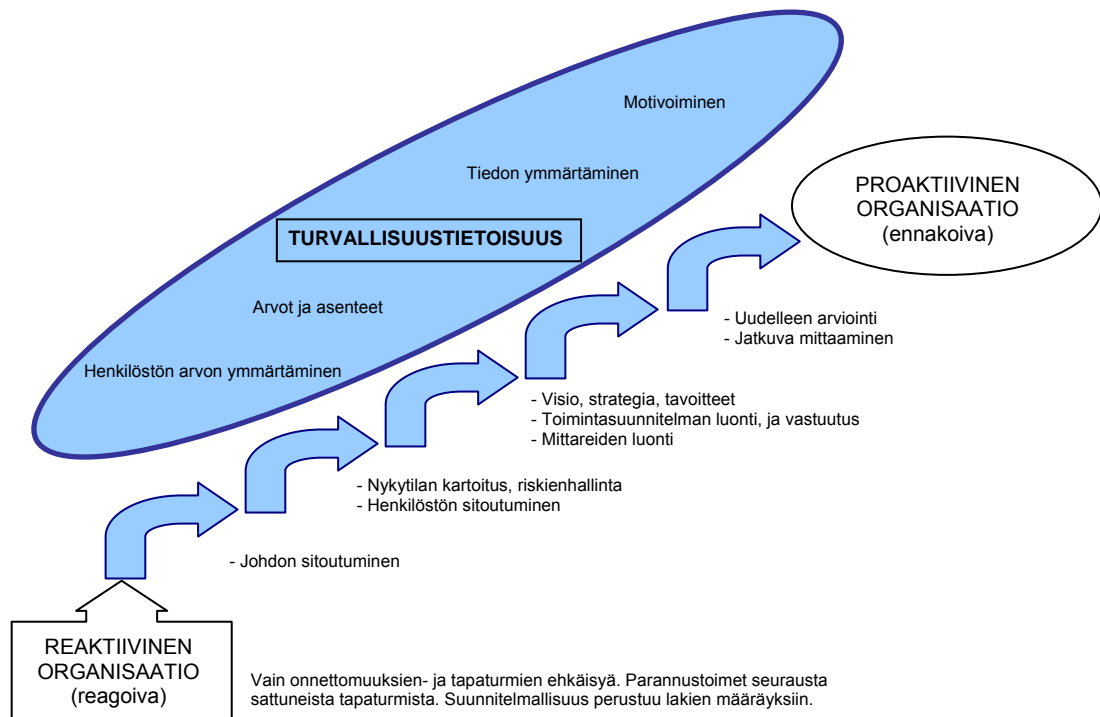 Motivoiminen
Tiedon ymmärtäminen
TURVALLISUUSTIETOISUUS
Arvot ja asenteet
Henkilöstön arvon ymmärtäminen
PROAKTIIVINEN
ORGANISAATIO
(ennakoiva)
- Uudelleen arviointi
- Jatkuva mittaaminen
- Visio, strategia, tavoitteet
- Toimintasuunnitelman luonti, ja vastuutus
- Mittareiden luonti
- Nykytilan kartoitus, riskienhallinta
- Henkilöstön sitoutuminen
- Johdon sitoutuminen
REAKTIIVINEN
ORGANISAATIO
(reagoiva)
Vain onnettomuuksien- ja tapaturmien ehkäisyä. Parannustoimet seurausta
sattuneista tapaturmista. Suunnitelmallisuus perustuu lakien määräyksiin.